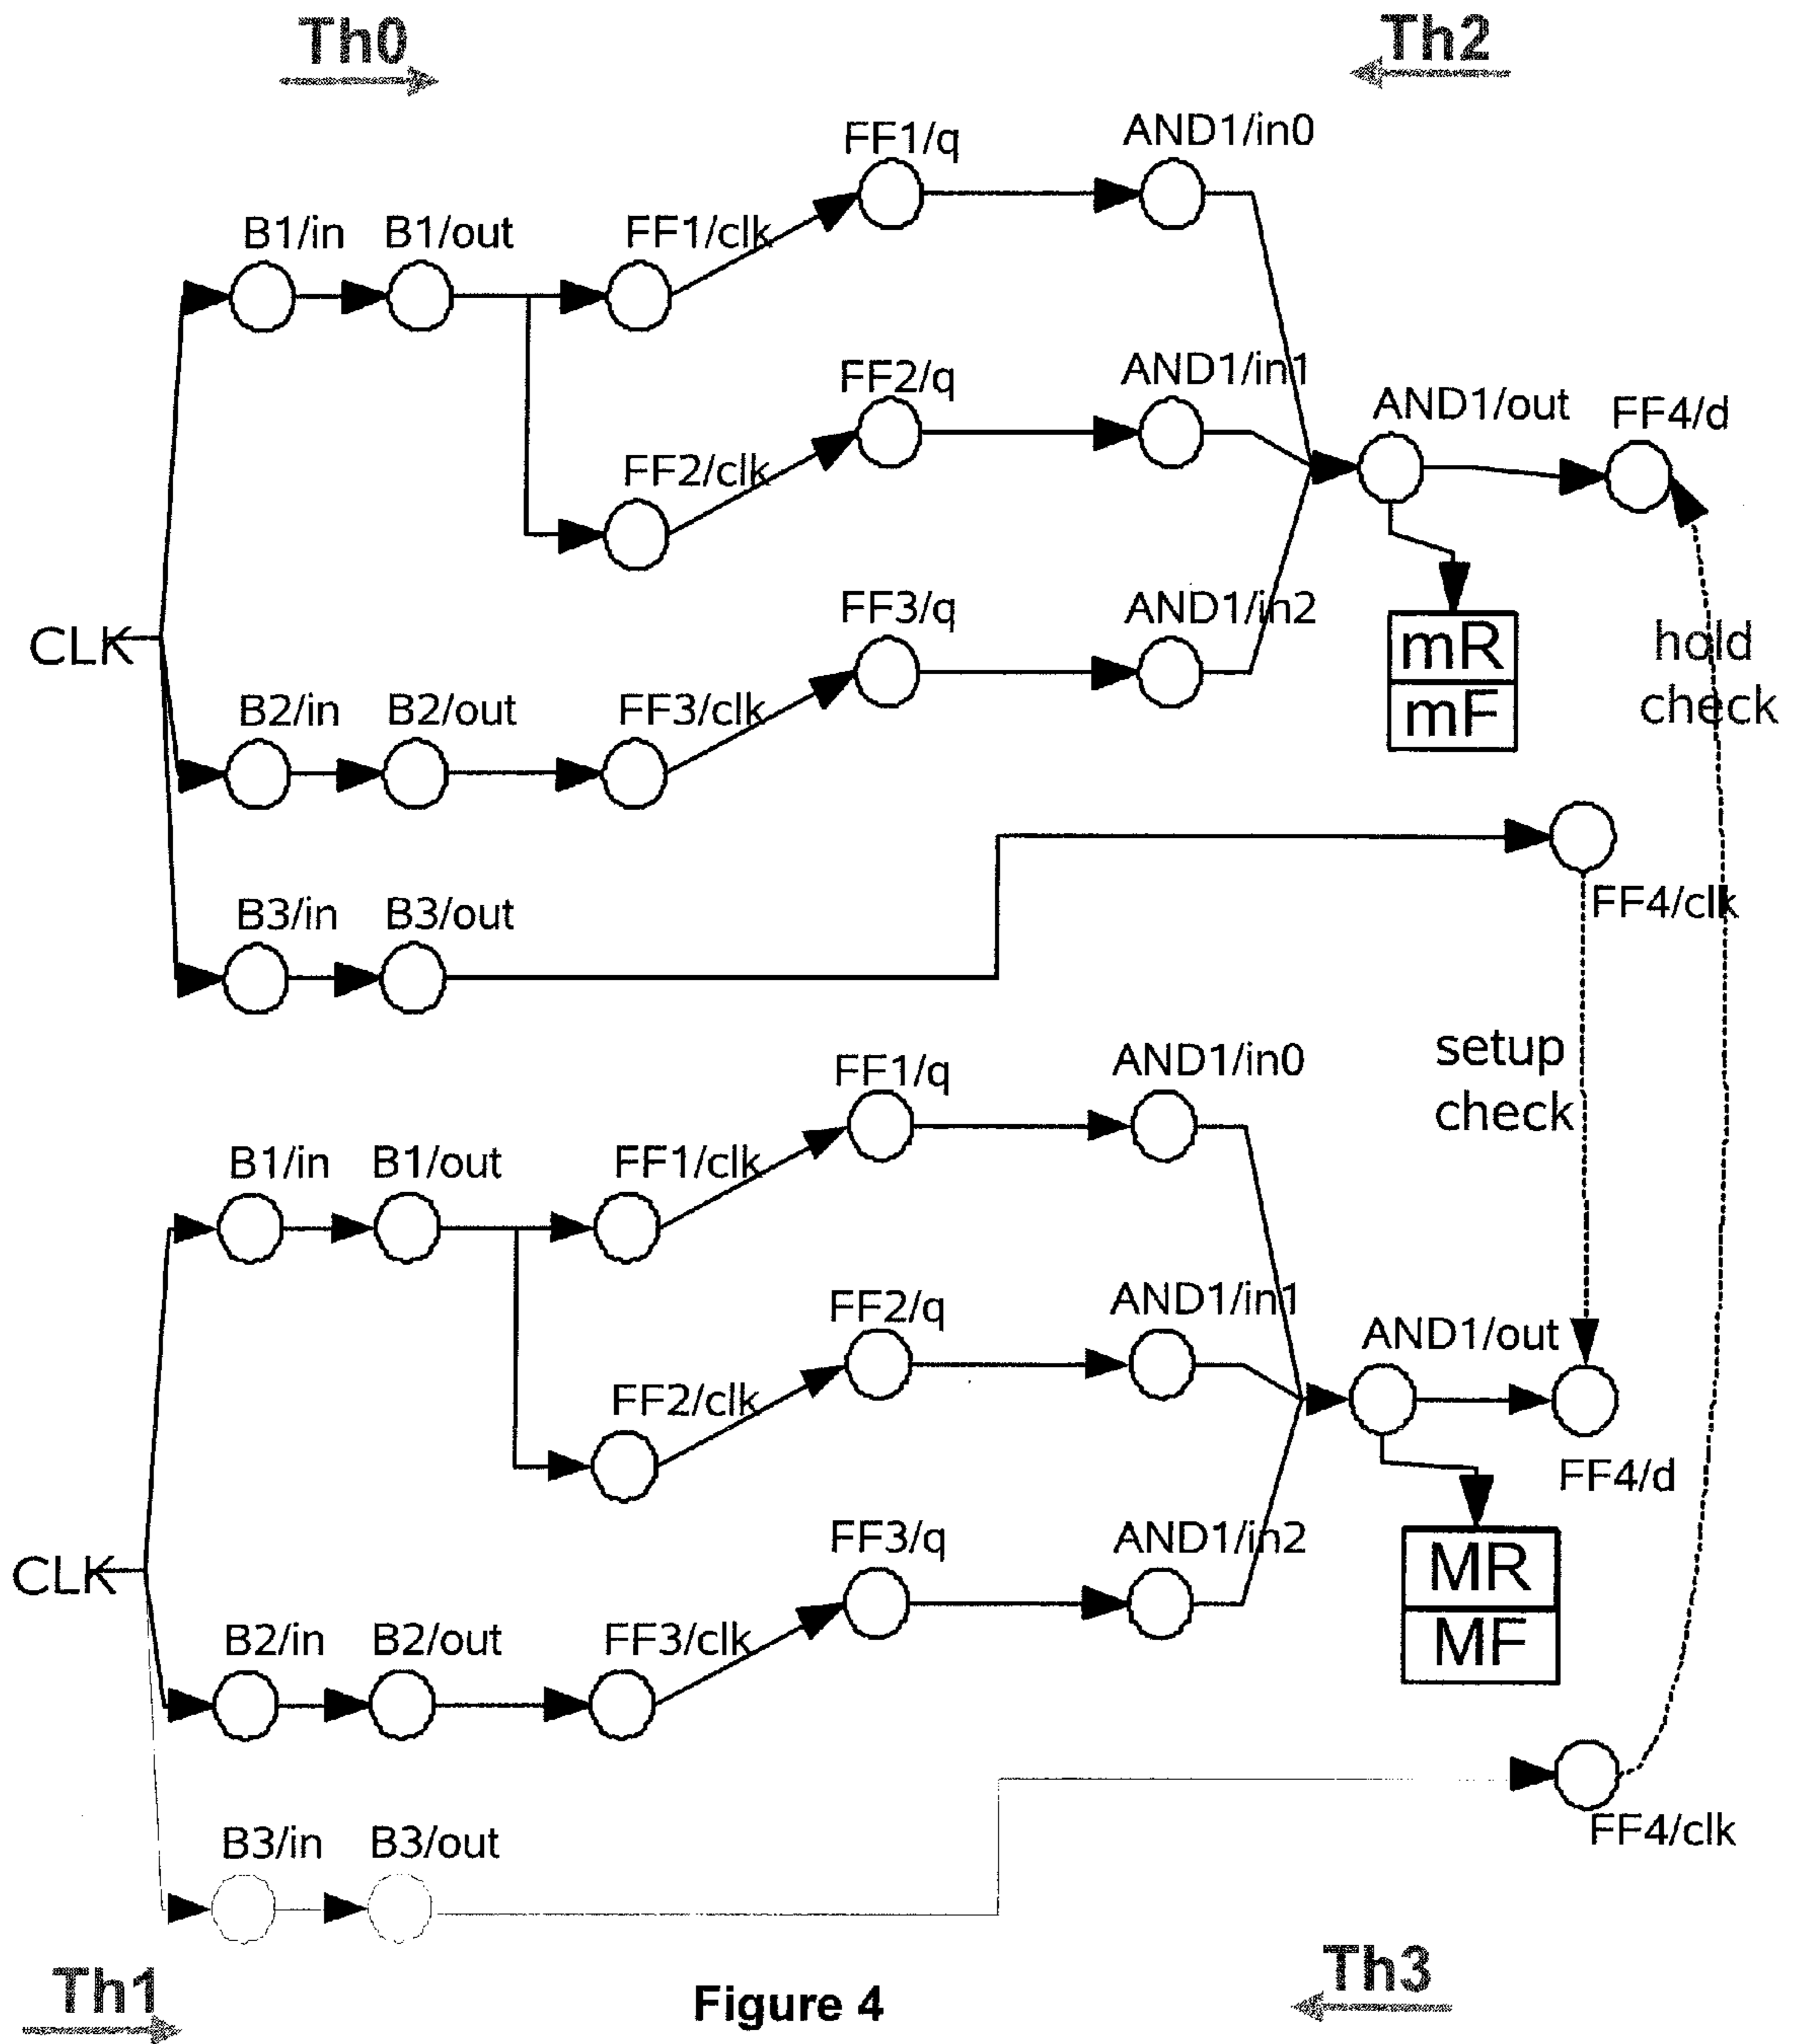 Th0
Th2
FF1/q
AND1/in0
B1/in
B1/out
FF1/clk
FF2/q
AND1/in1
AND1/out
FF4/d
FF2/clk
FF3/q
AND1/in2
CLK
mR
mF
hold
check
B2/in
B2/out
FF3/clk
B3/in
B3/out
FF4/clk
setup
check
FF1/q
AND1/in0
B1/in
B1/out
FF1/clk
FF2/q
AND1/in1
AND1/out
FF2/clk
FF4/d
FF3/q
AND1/in2
CLK
MR
MF
B2/in
B2/out
FF3/clk
B3/in
B3/out
FF4/clk
Th1
Th3
Figure 4